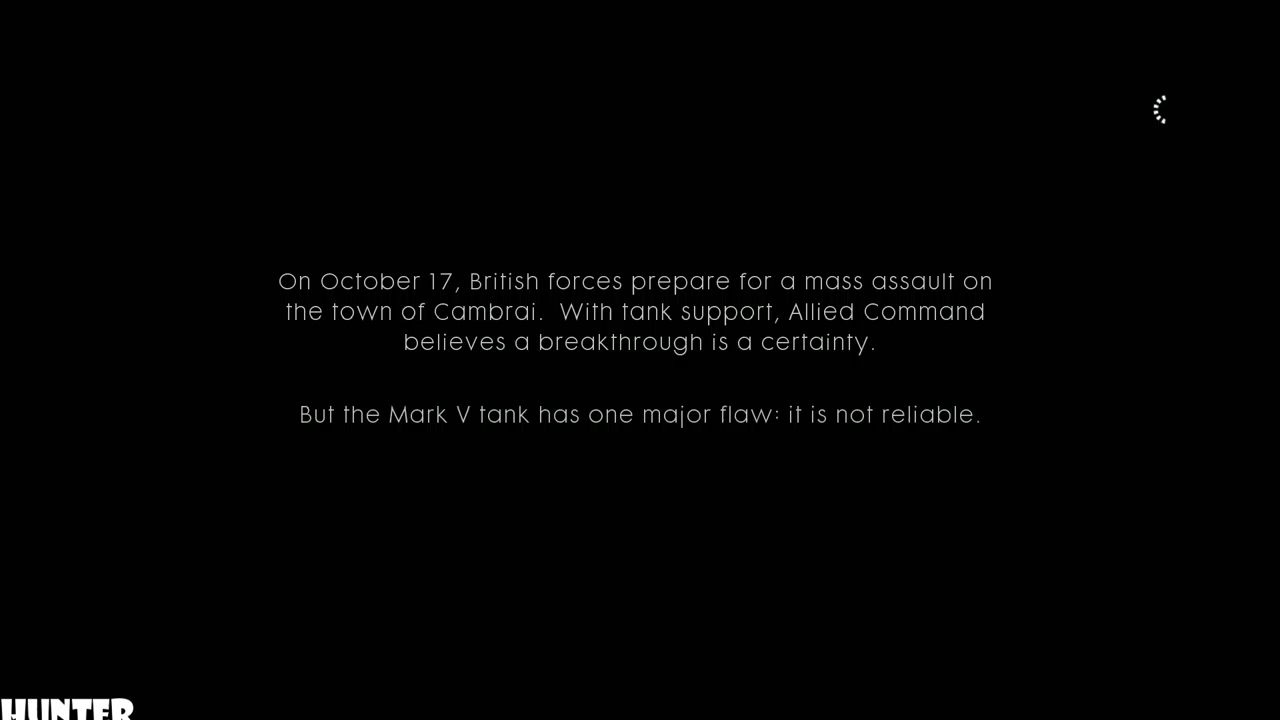 On October 17, British forces prepare for a mass assault on
the town of Cambrai.  With tank support, Allied Command
believes a breakthrough is a certainty.
But the Mark V tank has one major flaw: it is not reliable.
HUNTER